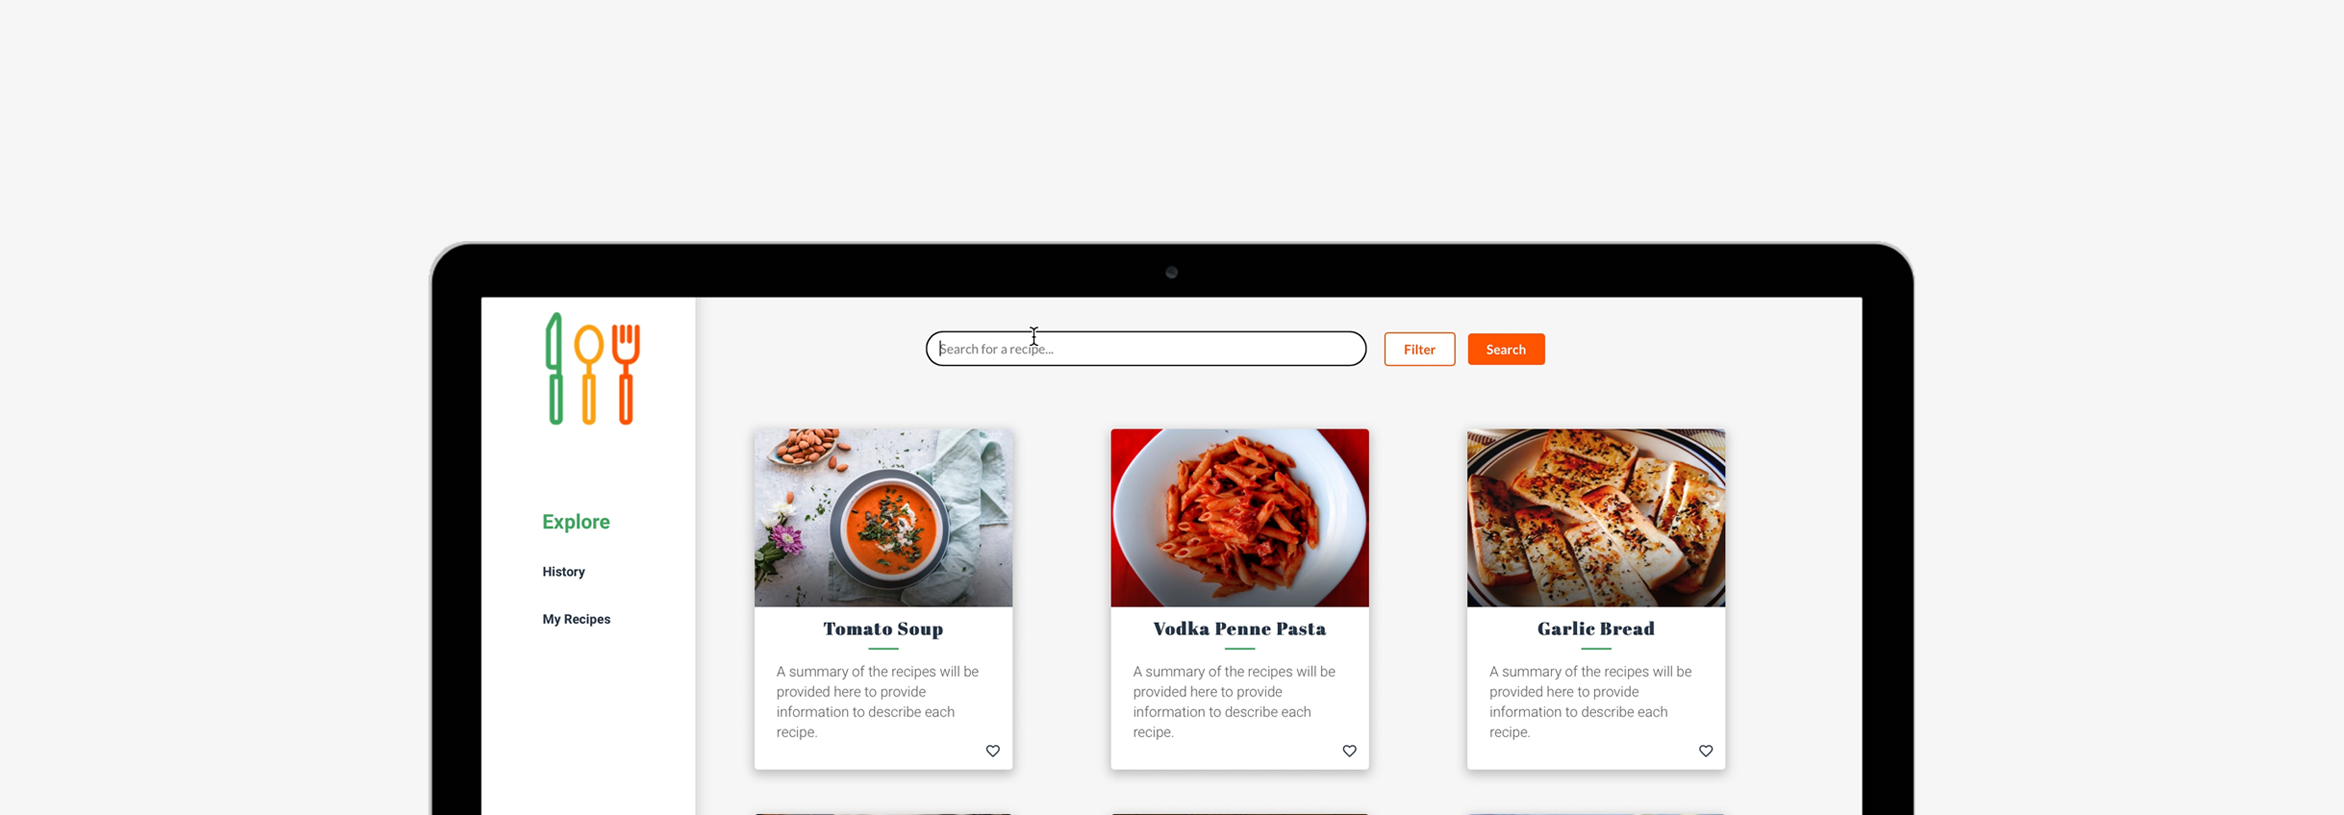 Search for a recipe...
Filter
Search
Explore
History
My Recipes
Tomato Soup
A summary of the recipes will be
provided here to provide
information to describe each
recipe.
Vodka Penne Pasta
A summary of the recipes will be
provided here to provide
information to describe each
recipe.
Garlic Bread
A summary of the recipes will be
provided here to provide
information to describe each
recipe.